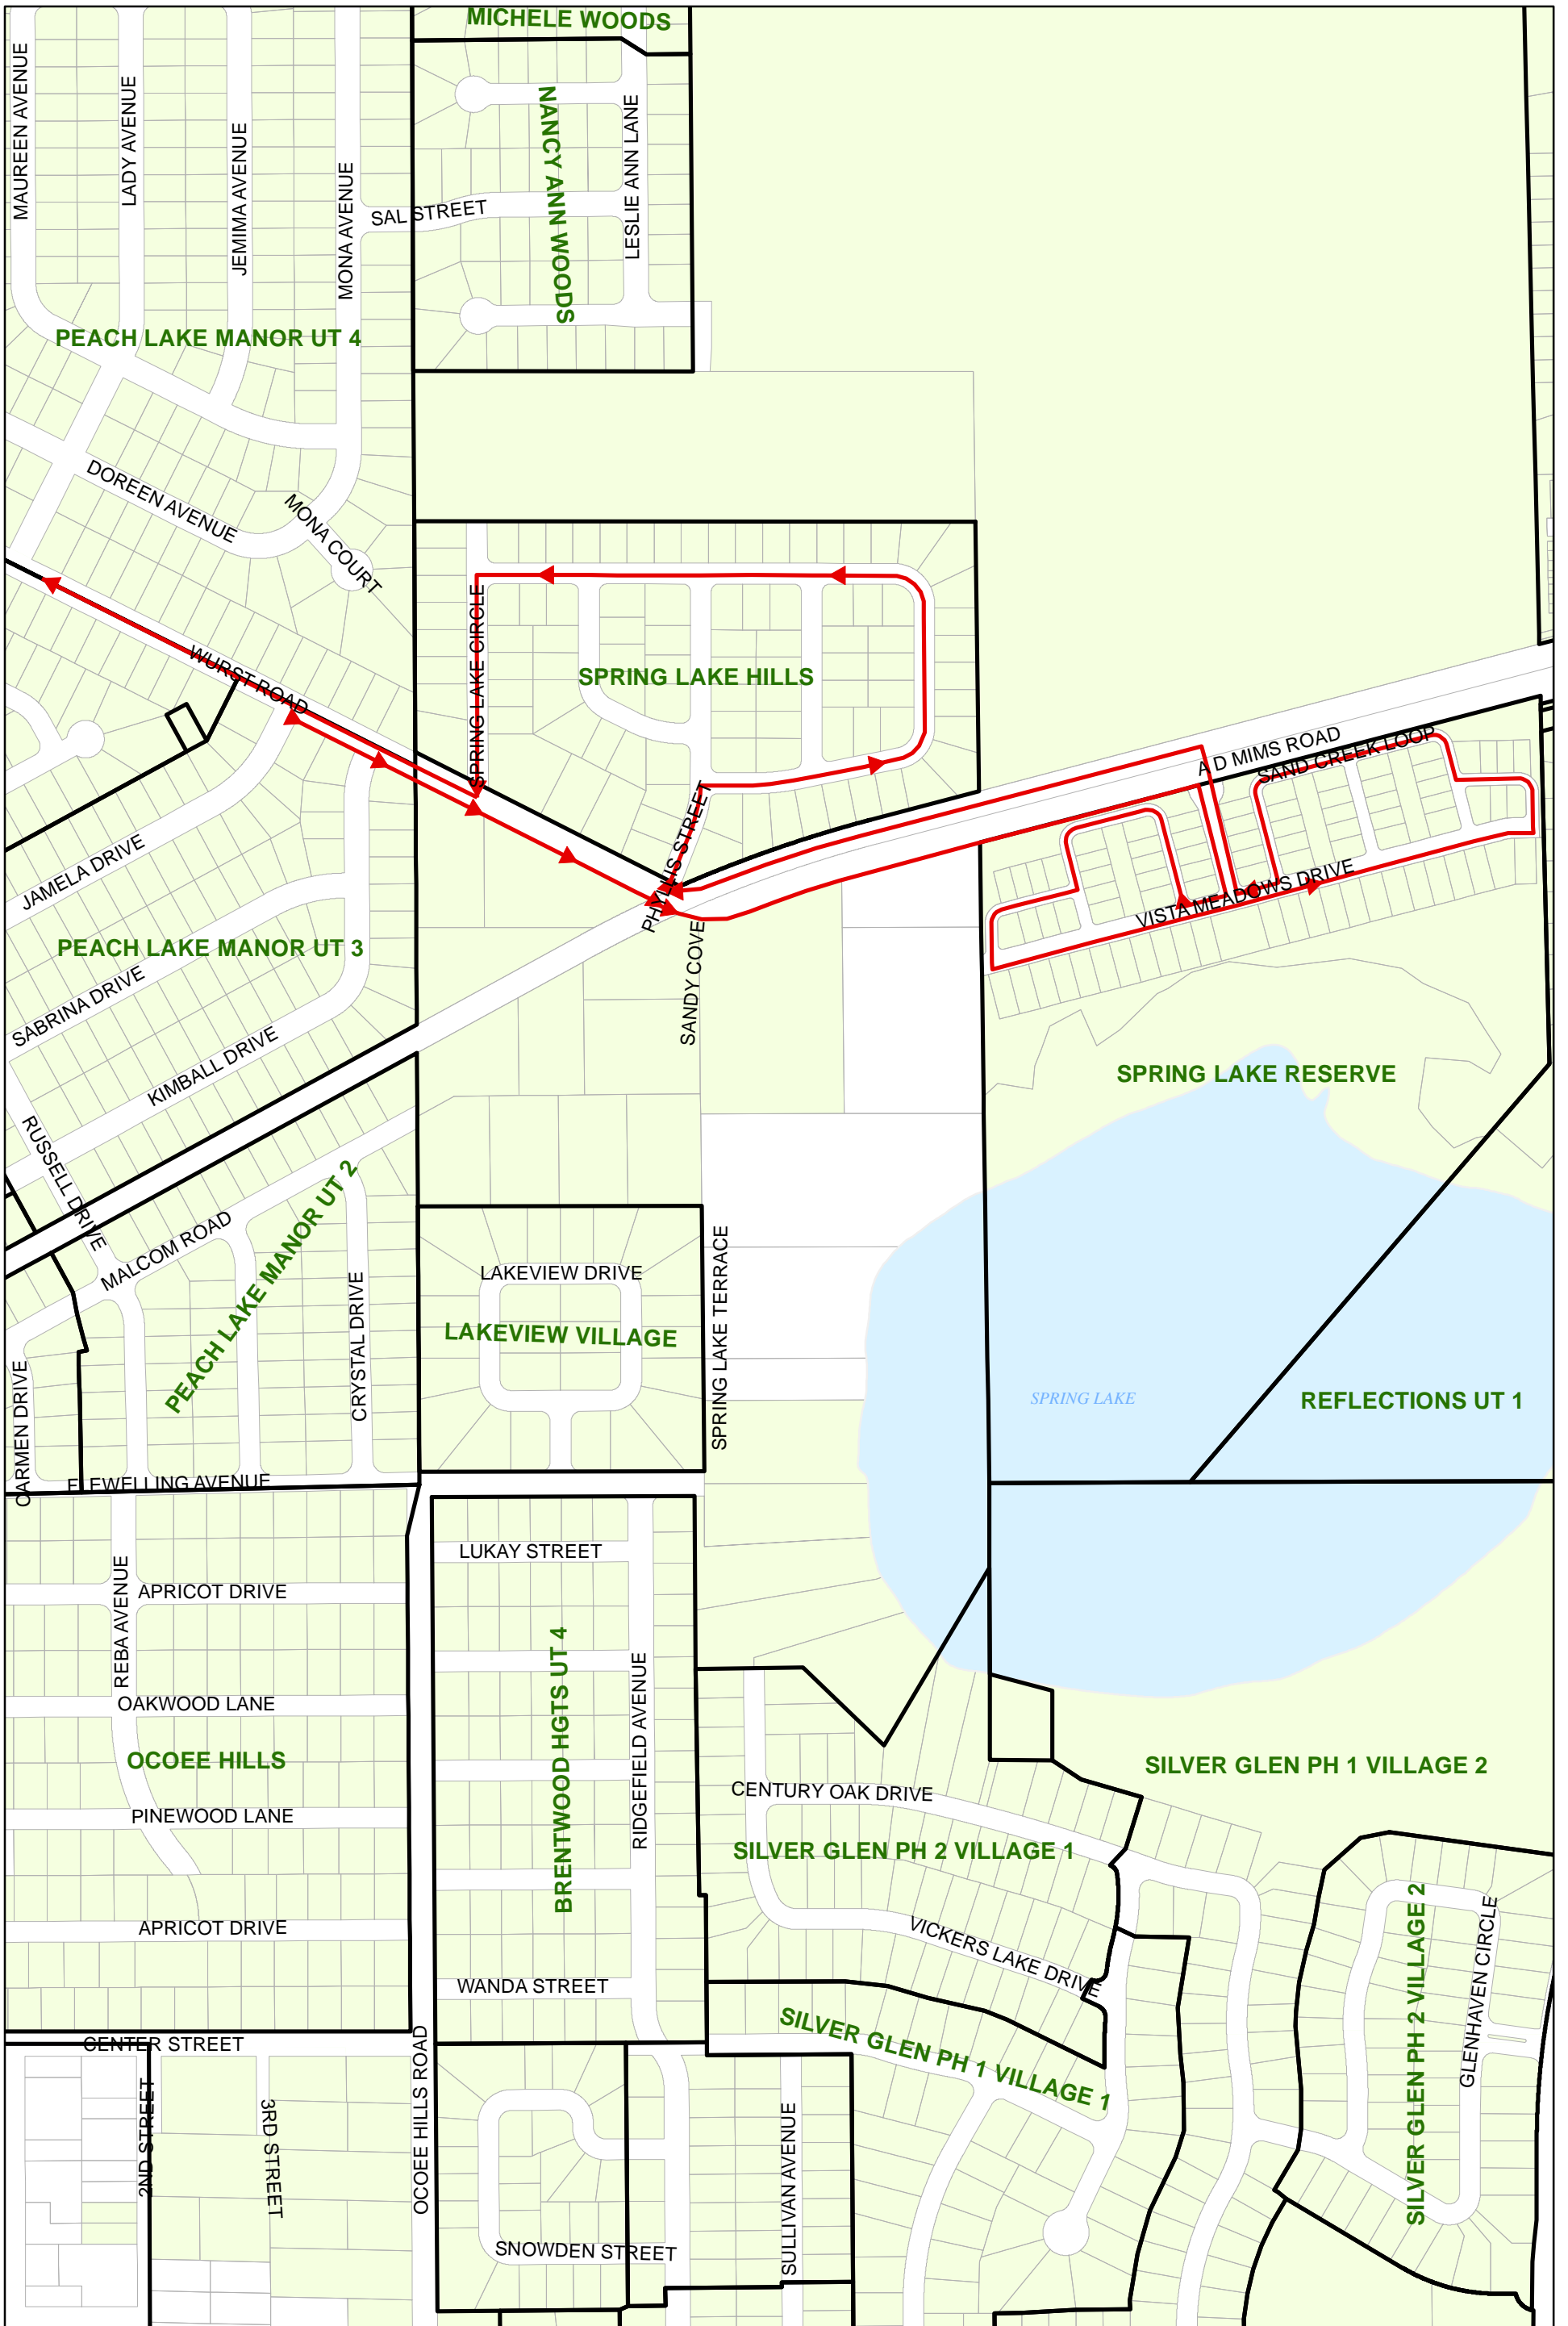 MICHELE WOODS
MAUREEN AVENUE
LADY AVENUE
JEMIMA AVENUE
MONA AVENUE
SAL STREET
NANCY ANN WOODS
LESLIE ANN LANE
PEACH LAKE MANOR UT 4
DOREEN AVENUE
MONA COURT
WURST ROAD
SPRING LAKE CIRCLE
SPRING LAKE HILLS
PHYLLIS STREET
A D MIMS ROAD
SAND CREEK LOOP
VISTA MEADOWS DRIVE
JAMELA DRIVE
PEACH LAKE MANOR UT 3
SABRINA DRIVE
KIMBALL DRIVE
SANDY COVE
SPRING LAKE RESERVE
RUSSELL DRIVE
MALCOM ROAD
PEACH LAKE MANOR UT 2
CRYSTAL DRIVE
CARMEN DRIVE
LAKEVIEW DRIVE
LAKEVIEW VILLAGE
SPRING LAKE TERRACE
SPRING LAKE
REFLECTIONS UT 1
FLEWELLING AVENUE
LUKAY STREET
REBA AVENUE
APRICOT DRIVE
OAKWOOD LANE
OCOEE HILLS
PINEWOOD LANE
APRICOT DRIVE
BRENTWOOD HGTS UT 4
RIDGEFIELD AVENUE
CENTURY OAK DRIVE
SILVER GLEN PH 1 VILLAGE 2
SILVER GLEN PH 2 VILLAGE 1
VICKERS LAKE DRIVE
WANDA STREET
SILVER GLEN PH 1 VILLAGE 1
SILVER GLEN PH 2 VILLAGE 2
GLENHAVEN CIRCLE
CENTER STREET
2ND STREET
3RD STREET
OCOEE HILLS ROAD
SNOWDEN STREET
SULLIVAN AVENUE